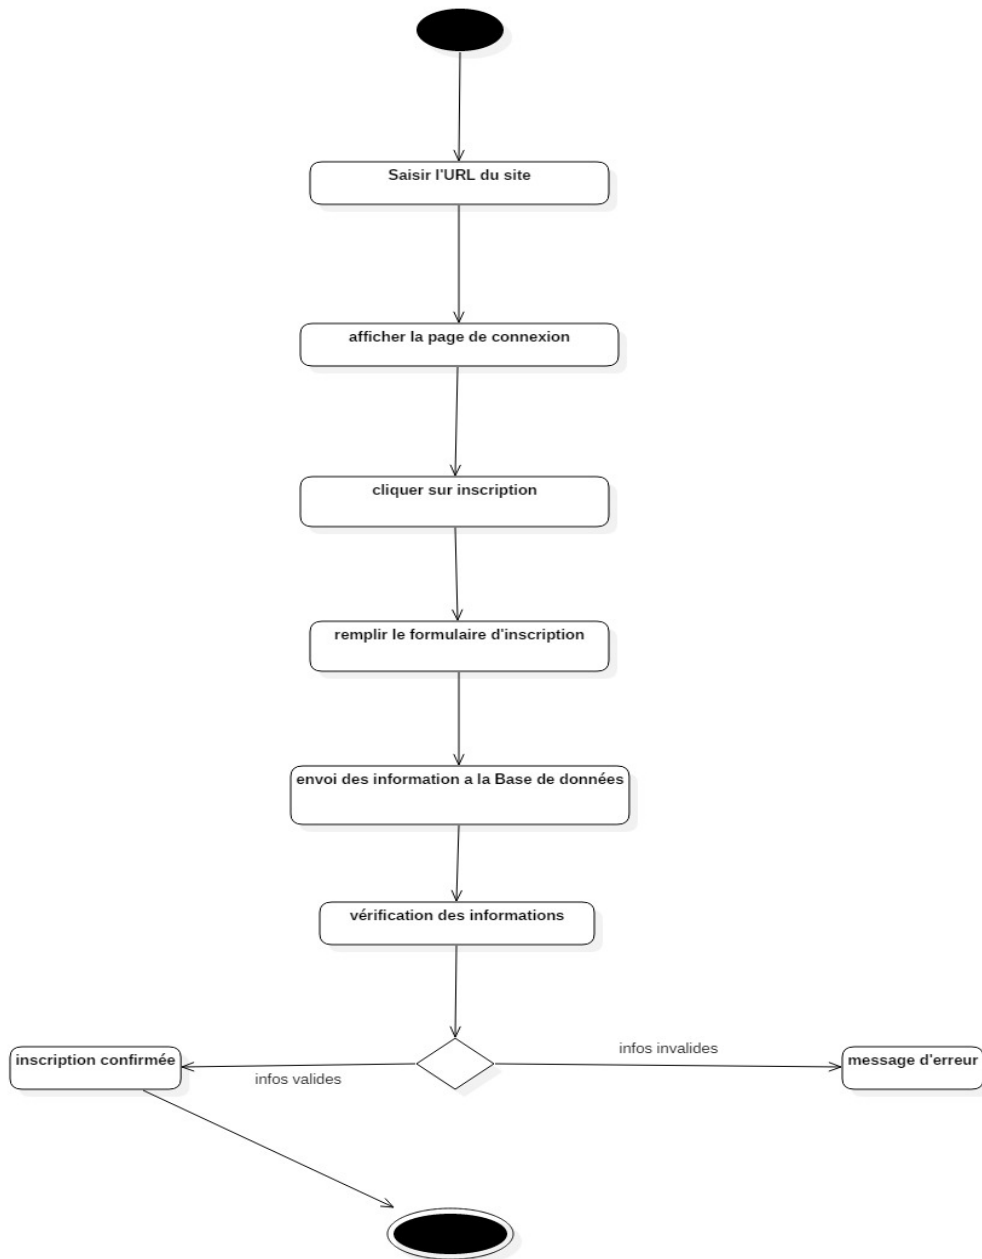 Saisir l'URL du site
afficher la page de connexion
cliquer sur inscription
remplir le formulaire d'inscription
envoi des information a la Base de données
vérification des informations
inscription confirmée
infos valides
infos invalides
message d'erreur